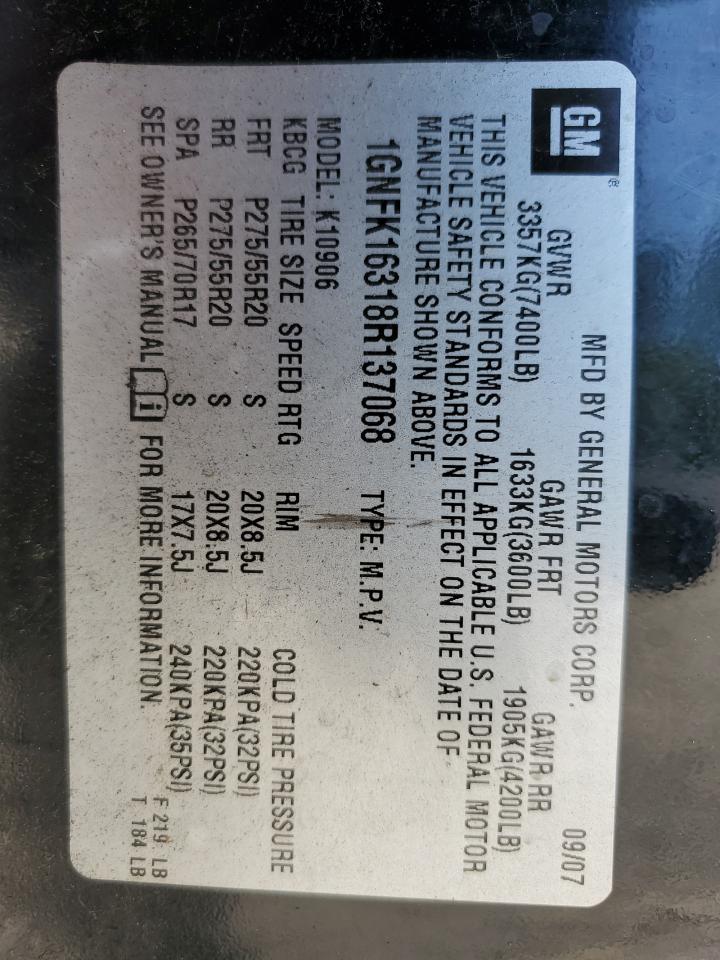 GM®
MFD BY GENERAL MOTORS CORP. 09/07
GVWR GAWR FRT GAWR RR
3357KG(7400LB) 1633KG(3600LB) 1905KG(4200LB)
THIS VEHICLE CONFORMS TO ALL APPLICABLE U.S. FEDERAL MOTOR
VEHICLE SAFETY STANDARDS IN EFFECT ON THE DATE OF
MANUFACTURE SHOWN ABOVE.
1GNFK16318R137068 TYPE: M.P.V.
MODEL: K10906
KBCG TIRE SIZE SPEED RTG RIM COLD TIRE PRESSURE
FRT P275/55R20 S 20X8.5J 220KPA(32PSI)
RR P275/55R20 S 20X8.5J 220KPA(32PSI)
SPA P265/70R17 S 17X7.5J 240KPA(35PSI)
SEE OWNER'S MANUAL i FOR MORE INFORMATION.
F 219 LB
T 184 LB